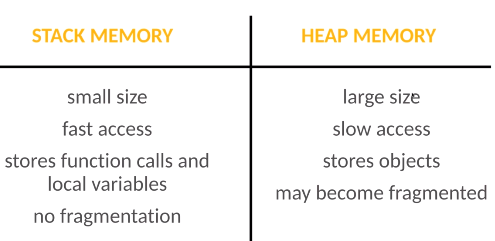 STACK MEMORY
small size
fast access
stores function calls and
local variables
no fragmentation
HEAP MEMORY
large size
slow access
stores objects
may become fragmented